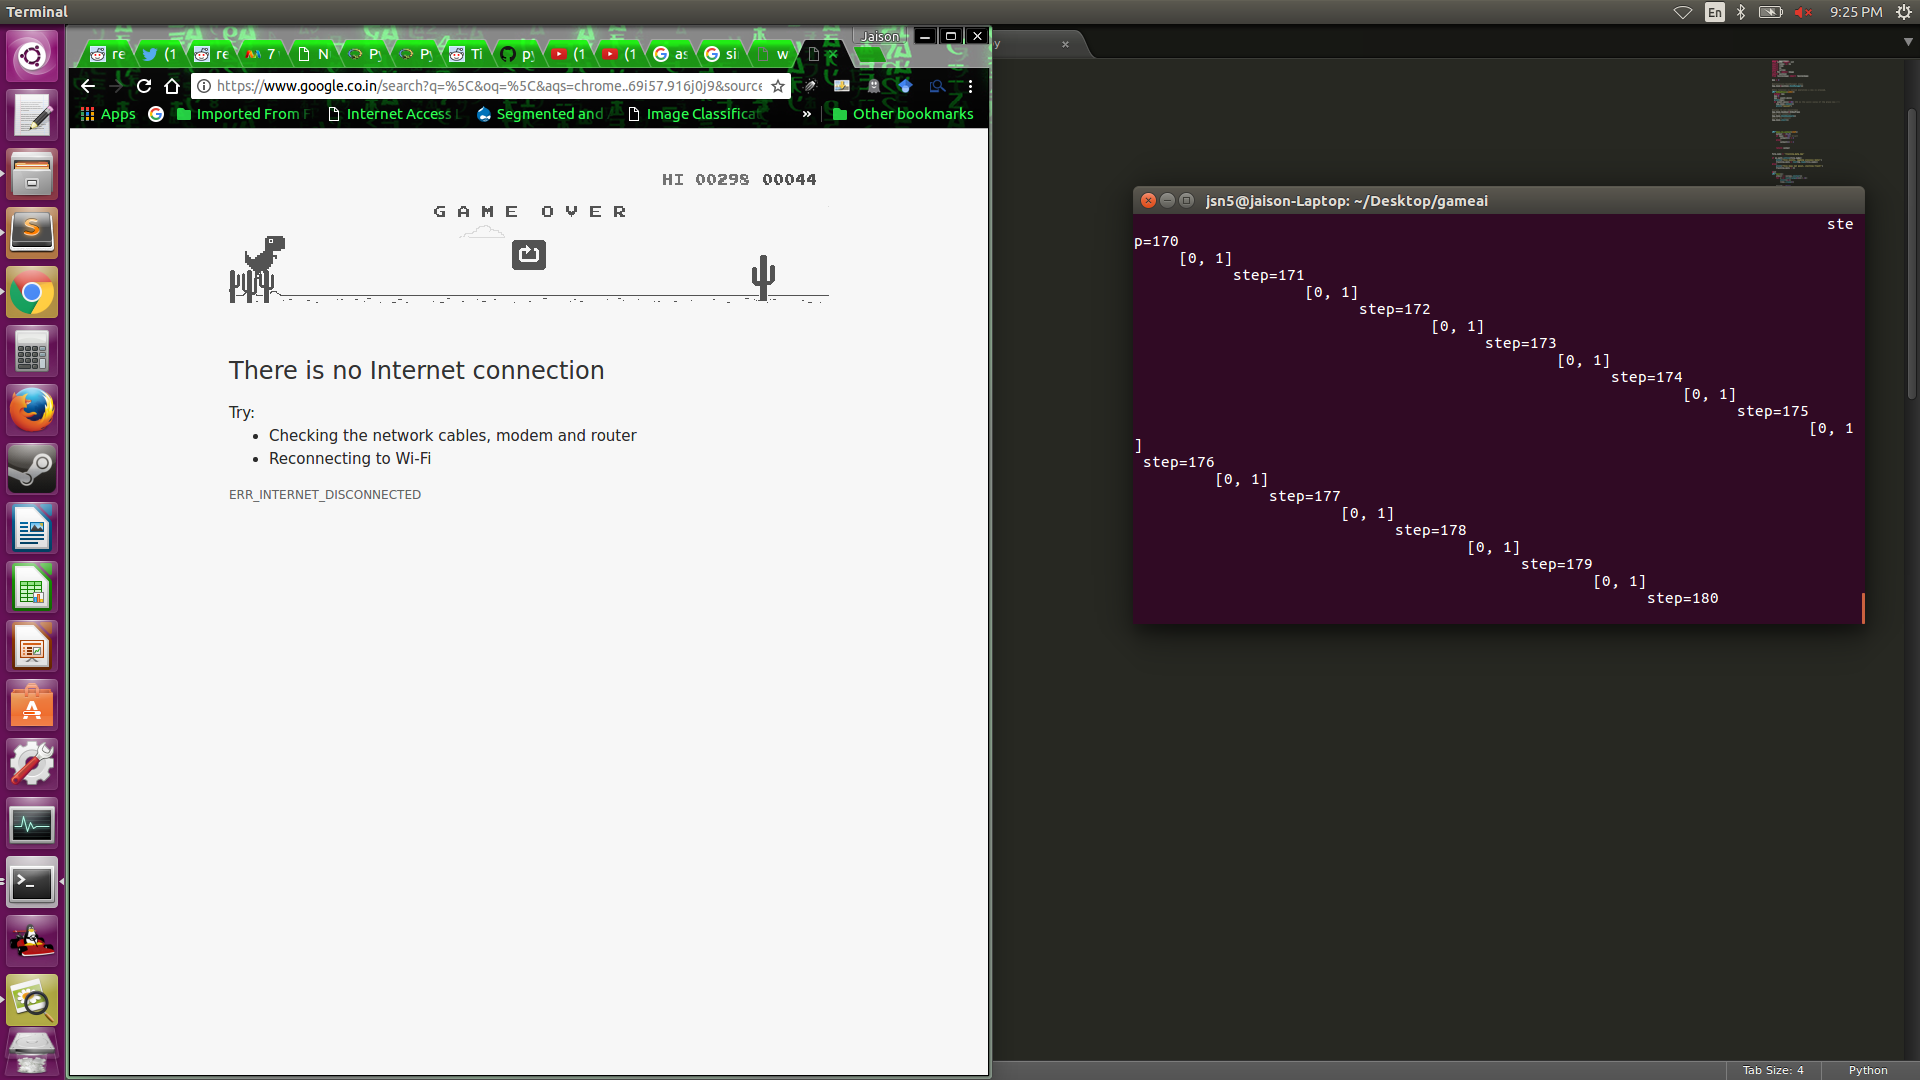 Terminal
En
9:25 PM
Jaison
re
(1
re
7
N
Py
Py
Ti
py
(1
(1
as
si
w
y
https://www.google.co.in/search?q=%5C&oq=%5C&aqs=chrome..69i57.916j0j9&source
Apps
Imported From F
Internet Access L
Segmented and
Image Classifica
»
Other bookmarks
HI 00298 00044
GAME OVER
There is no Internet connection
Try:
• Checking the network cables, modem and router
• Reconnecting to Wi-Fi
ERR_INTERNET_DISCONNECTED
jsn5@jaison-Laptop: ~/Desktop/gameai
ste
p=170
[0, 1]
step=171
[0, 1]
step=172
[0, 1]
step=173
[0, 1]
step=174
[0, 1]
step=175
[0, 1
]
step=176
[0, 1]
step=177
[0, 1]
step=178
[0, 1]
step=179
[0, 1]
step=180
Tab Size: 4
Python